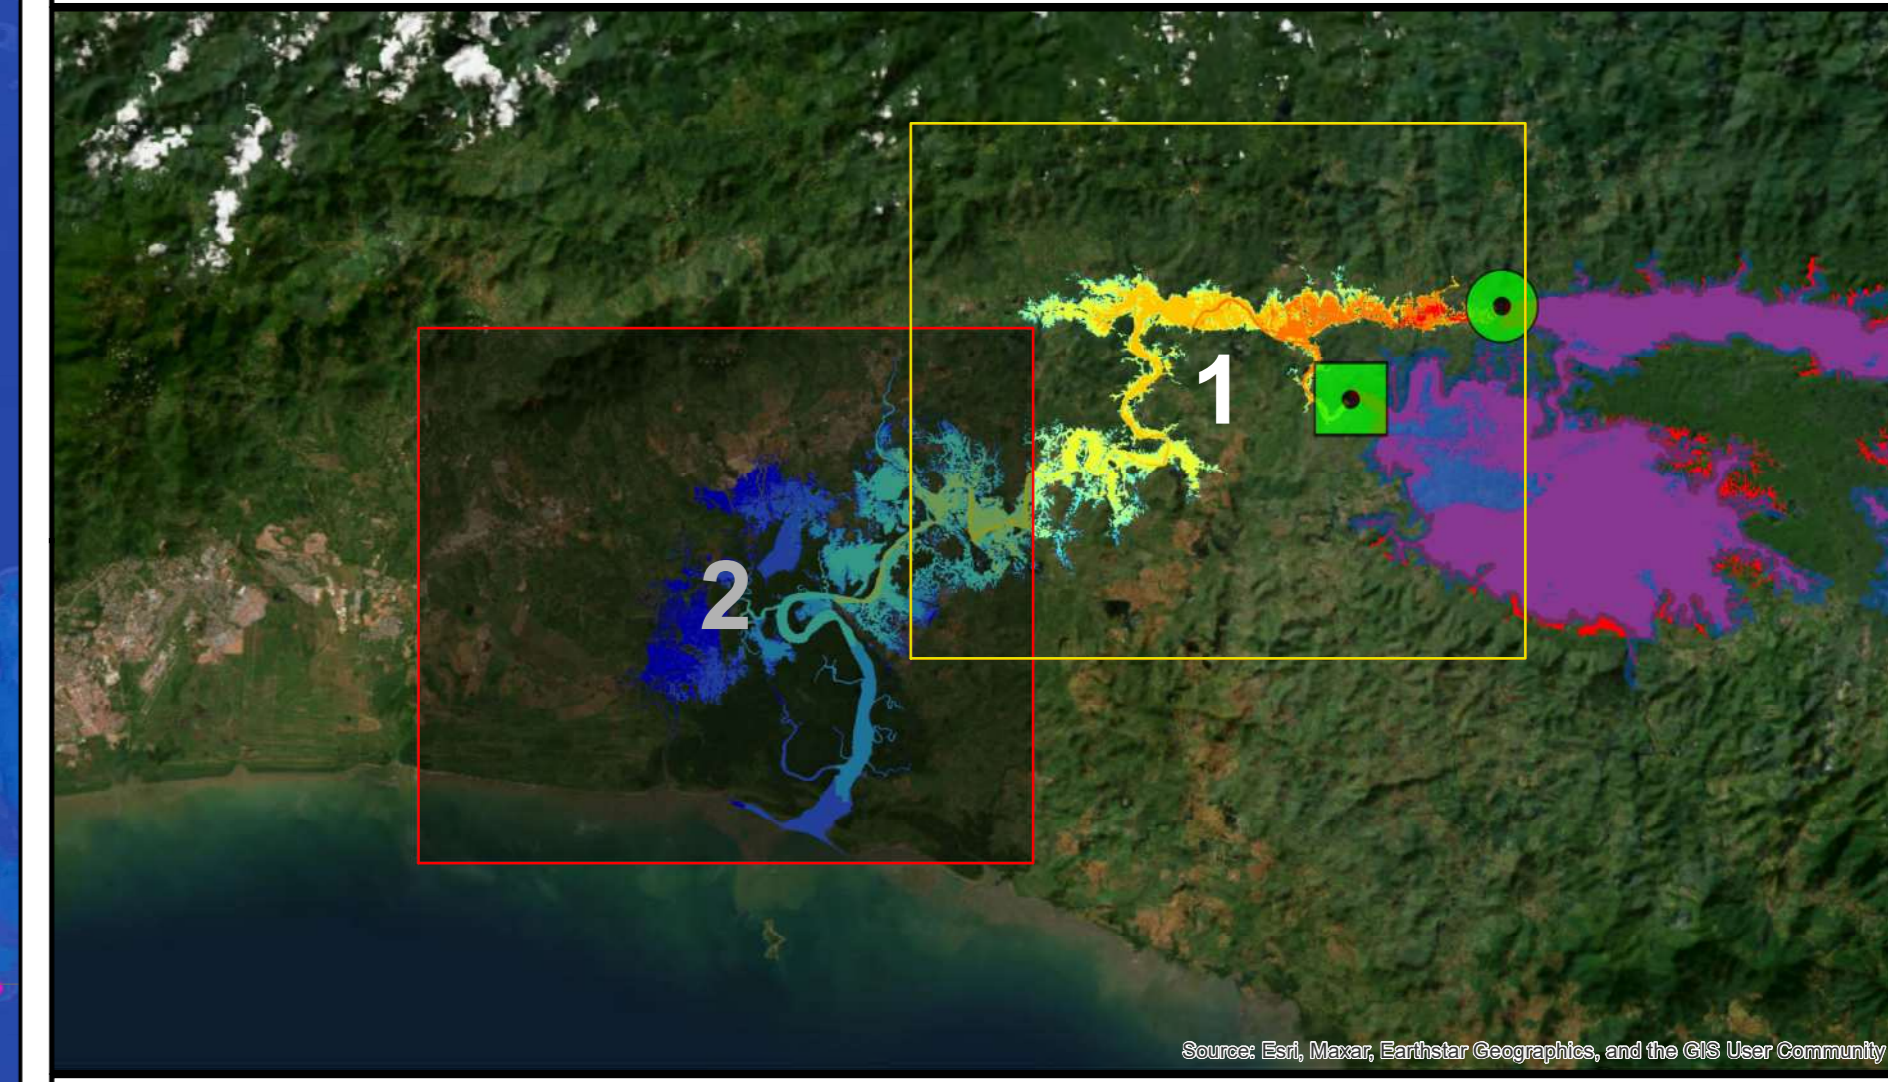 1
2
Source: Esri, Maxar, Earthstar Geographics, and the GIS User Community